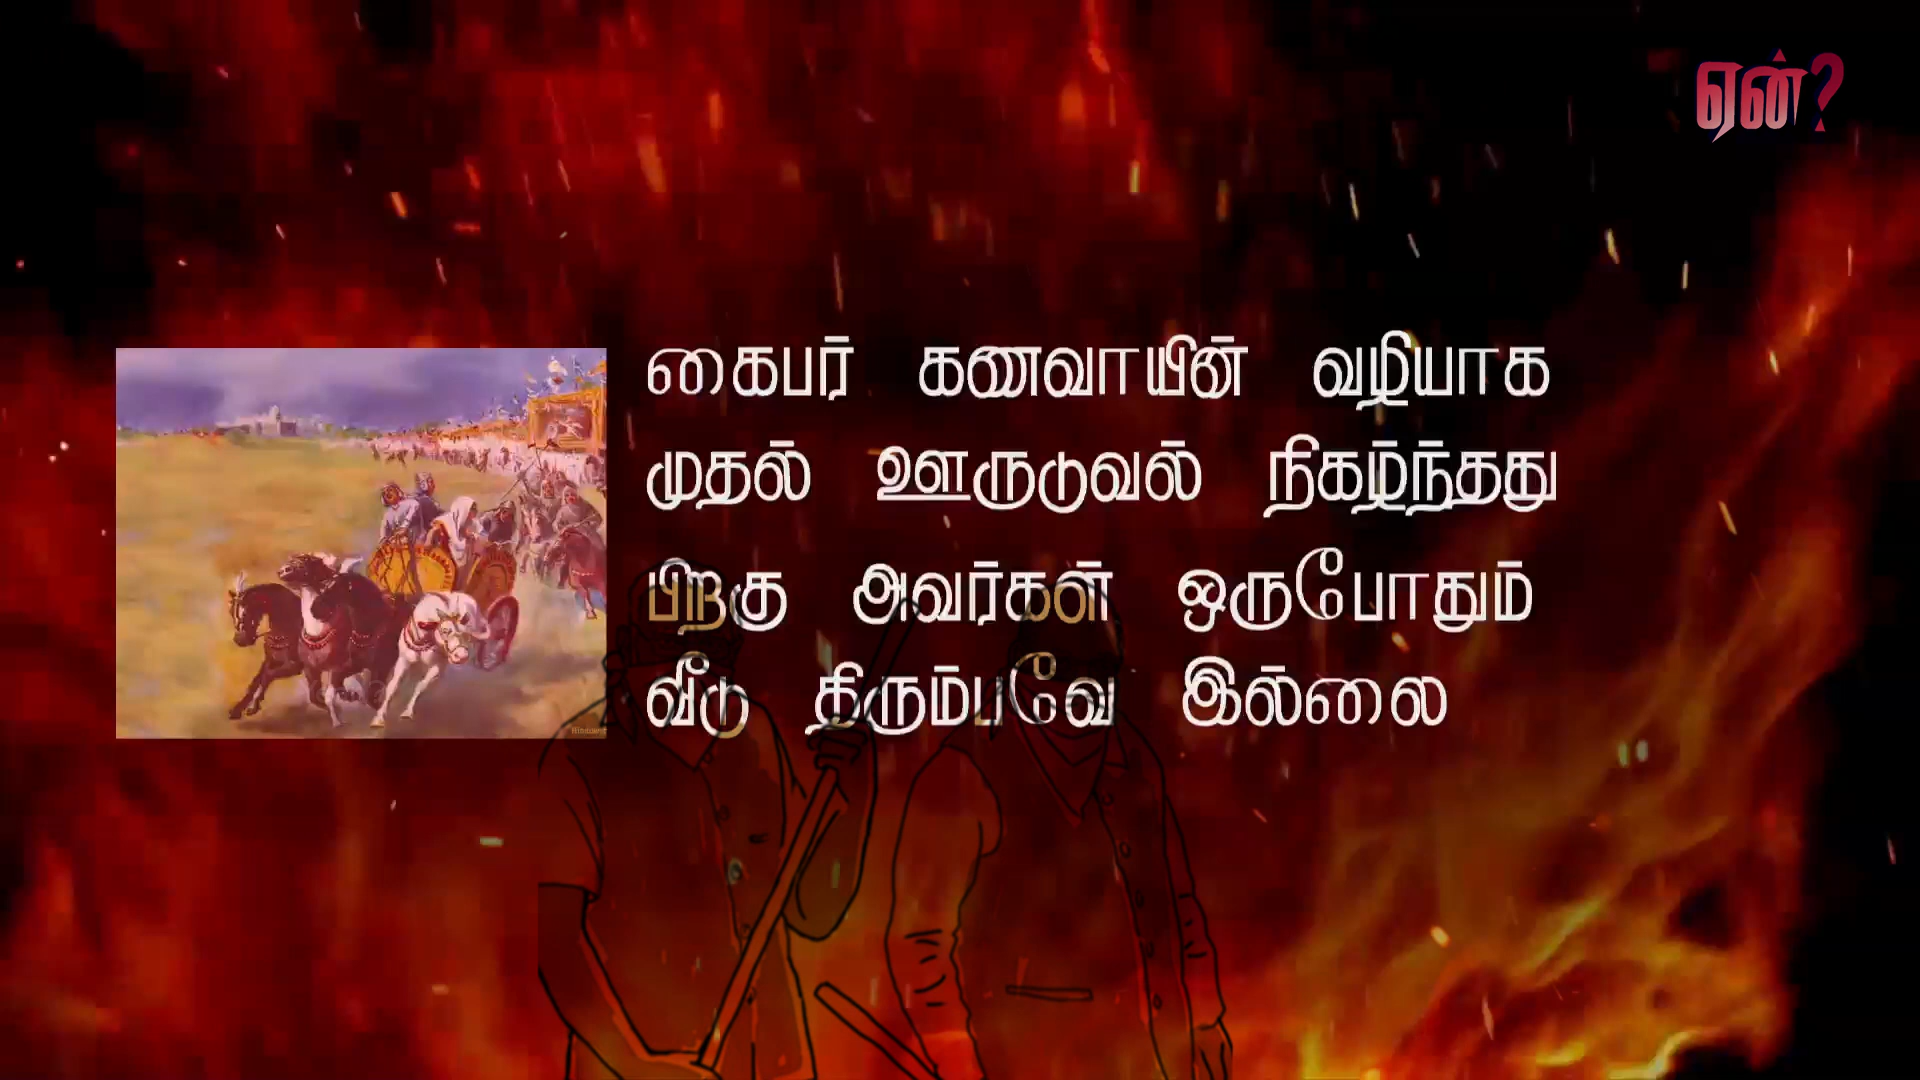 ஏன்?
கைபர் கணவாயின் வழியாக
முதல் ஊருடுவல் நிகழ்ந்தது
பிறகு அவர்கள் ஒருபோதும்
வீடு திரும்பவே இல்லை